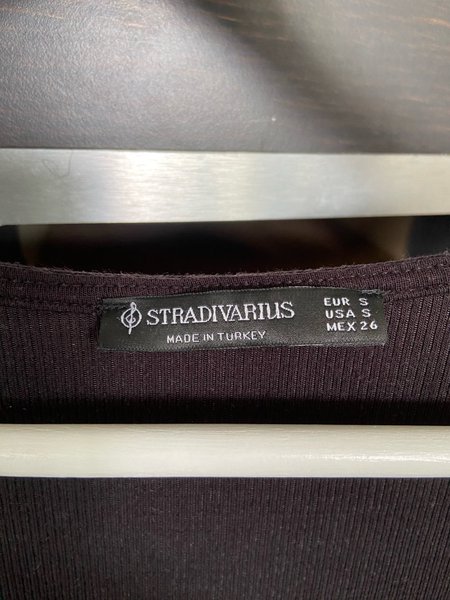 STRADIVARIUS
MADE IN TURKEY
EUR S
USA S
MEX 26